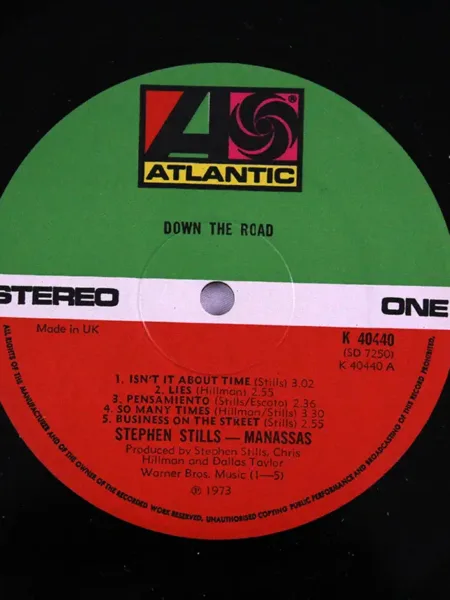 ATLANTIC
DOWN THE ROAD
STEREO
ONE
Made in UK
K 40440
(SD 7250)
K 40440 A
1. ISN'T IT ABOUT TIME (Stills) 3.02
2. LIES (Hillman) 2.55
3. PENSAMIENTO (Stills/Escoto) 2.36
4. SO MANY TIMES (Hillman/Stills) 3.30
5. BUSINESS ON THE STREET (Stills) 2.55
STEPHEN STILLS — MANASSAS
Produced by Stephen Stills, Chris
Hillman and Dallas Taylor
Warner Bros. Music (1–5)
℗ 1973
ALL RIGHTS OF THE MANUFACTURER AND OF THE OWNER OF THE RECORDED WORK RESERVED. UNAUTHORISED COPYING PUBLIC PERFORMANCE AND BROADCASTING OF THIS RECORD PROHIBITED.